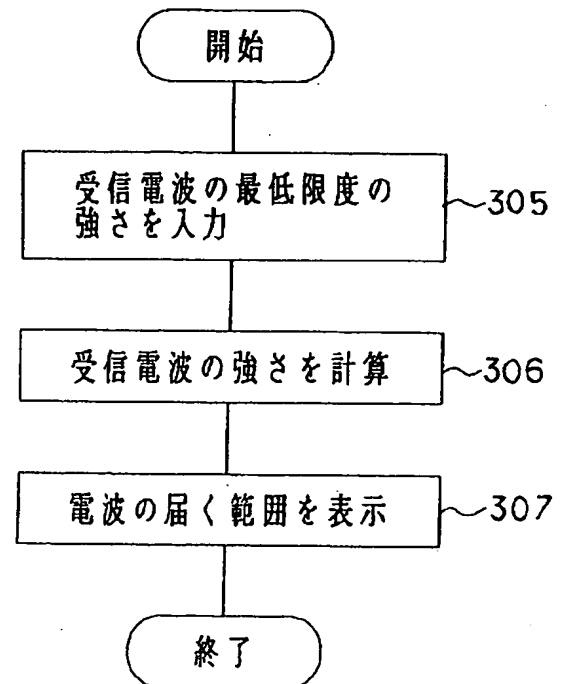 開始
受信電波の最低限度の
強さを入力
305
受信電波の強さを計算
306
電波の届く範囲を表示
307
終了